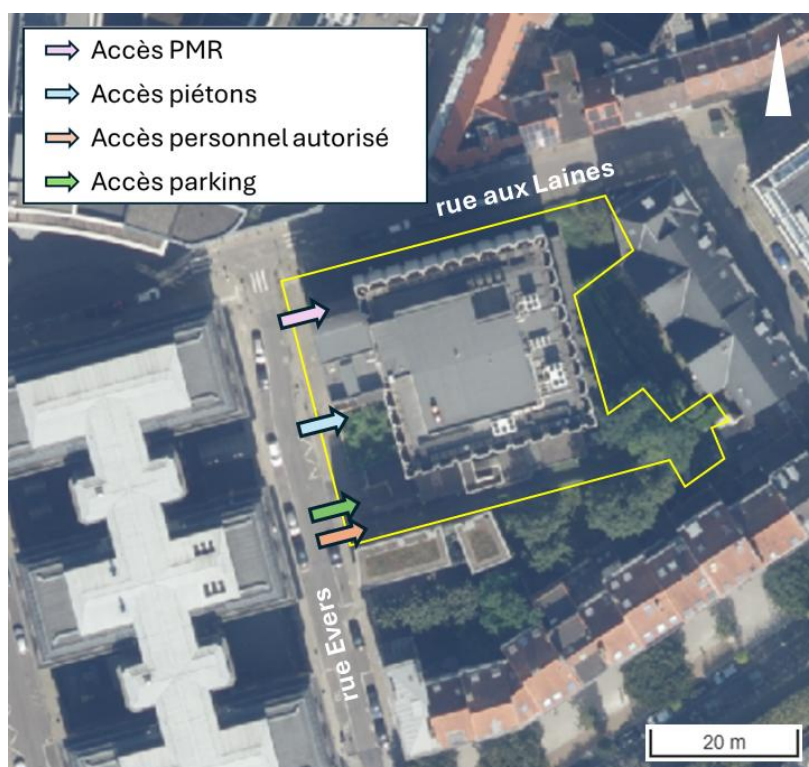 Accès PMR
Accès piétons
Accès personnel autorisé
Accès parking
rue aux Laines
rue Evers
20 m